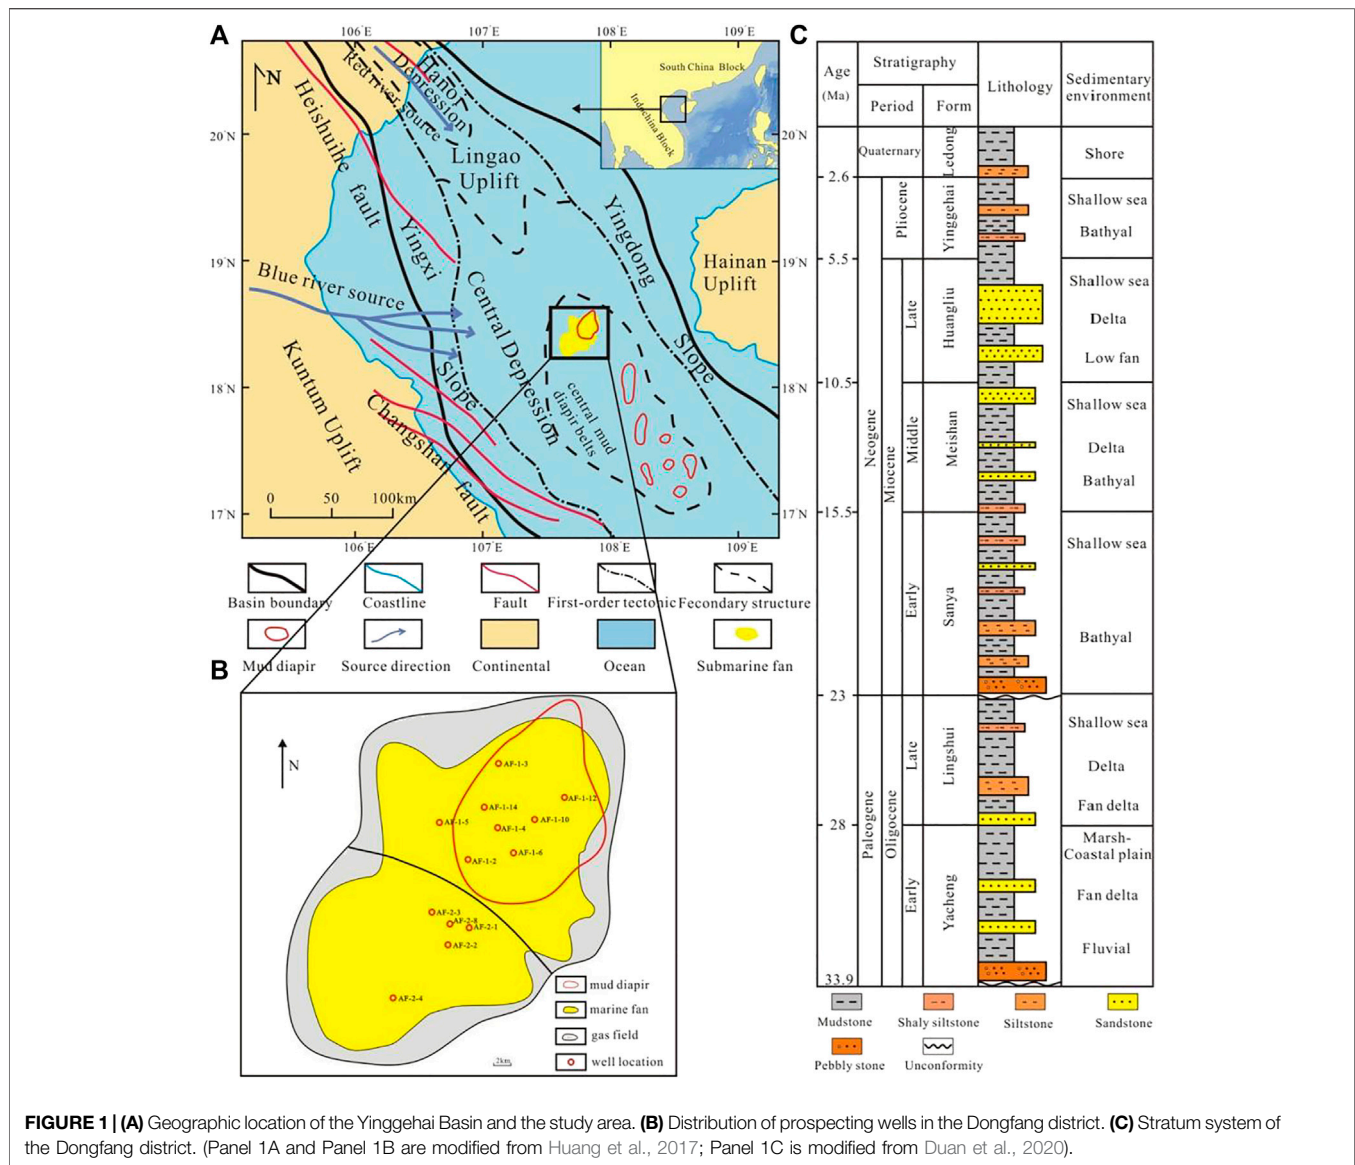 A
106°E
107°E
108°E
109°E
N
Red river source
Hanoi
Depression
South China Block
Indochina Block
20°N
20°N
Heishuihe
fault
Lingao
Uplift
Yingxi
Slope
Yingdong
Slope
19°N
19°N
Hainan
Uplift
Blue river source
Central Depression
central mud
diapir belts
18°N
18°N
Kuntum Uplift
Changshan
fault
0 50 100km
17°N
17°N
106°E
107°E
108°E
109°E
Basin boundary
Coastline
Fault
First-order tectonic
Fecondary structure
Mud diapir
Source direction
Continental
Ocean
Submarine fan
B
N
AF-1-3
AF-1-12
AF-1-14
AF-1-5
AF-1-10
AF-1-4
AF-1-6
AF-1-2
AF-2-3
AF-2-8
AF-2-1
AF-2-2
AF-2-4
mud diapir
marine fan
gas field
well location
2km
C
Age
(Ma)
Stratigraphy
Period
Form
Lithology
Sedimentary
environment
Quaternary
Ledong
Shore
2.6
Pliocene
Yinggehai
Shallow sea
Bathyal
5.5
Neogene
Miocene
Late
Huangliu
Shallow sea
Delta
Low fan
10.5
Middle
Meishan
Shallow sea
Delta
Bathyal
15.5
Early
Sanya
Shallow sea
Bathyal
23
Paleogene
Oligocene
Late
Lingshui
Shallow sea
Delta
Fan delta
28
Early
Yacheng
Marsh-
Coastal plain
Fan delta
Fluvial
33.9
Mudstone
Shaly siltstone
Siltstone
Sandstone
Pebbly stone
Unconformity
FIGURE 1 | (A) Geographic location of the Yinggehai Basin and the study area. (B) Distribution of prospecting wells in the Dongfang district. (C) Stratum system of
the Dongfang district. (Panel 1A and Panel 1B are modified from Huang et al., 2017; Panel 1C is modified from Duan et al., 2020).